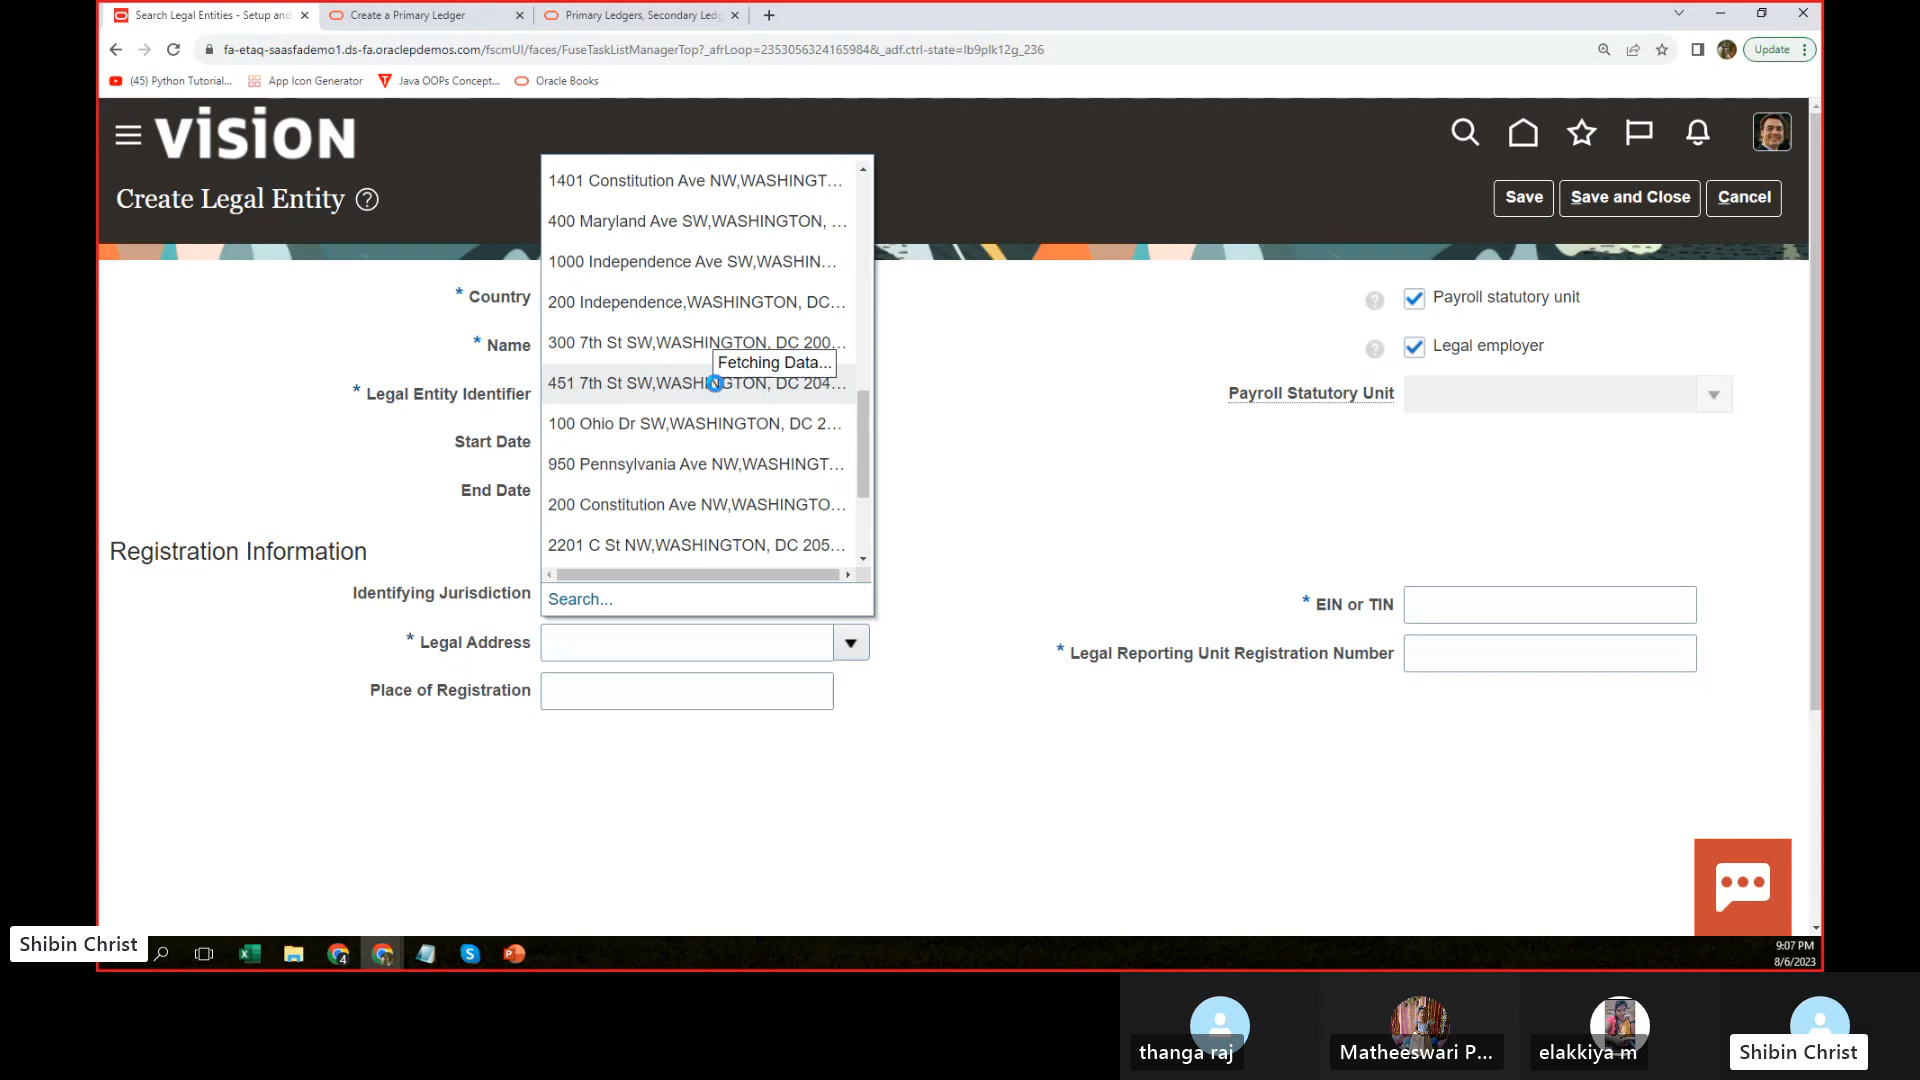 Search Legal Entities - Setup and
Create a Primary Ledger
Primary Ledgers, Secondary Led
fa-etaq-saasfademo1.ds-fa.oraclepdemos.com/fscmUI/faces/FuseTaskListManagerTop?_afrLoop=23530563241659848&_adf.ctrl-state=lb9plk12g_236
Update
(45) Python Tutorial...
App Icon Generator
Java OOPs Concept...
Oracle Books
VISION
Create Legal Entity
Save
Save and Close
Cancel
1401 Constitution Ave NW,WASHINGT...
400 Maryland Ave SW,WASHINGTON, ...
1000 Independence Ave SW,WASHIN...
200 Independence,WASHINGTON, DC...
300 7th St SW,WASHINGTON, DC 200...
Fetching Data...
451 7th St SW,WASHINGTON, DC 204...
100 Ohio Dr SW,WASHINGTON, DC 2...
950 Pennsylvania Ave NW,WASHINGT...
200 Constitution Ave NW,WASHINGTO...
2201 C St NW,WASHINGTON, DC 205...
Search...
* Country
* Name
* Legal Entity Identifier
Start Date
End Date
Payroll statutory unit
Legal employer
Payroll Statutory Unit
Registration Information
Identifying Jurisdiction
* Legal Address
Place of Registration
* EIN or TIN
* Legal Reporting Unit Registration Number
Shibin Christ
9:07 PM
8/6/2023
thanga raj
Matheeswari P...
elakkiya m
Shibin Christ